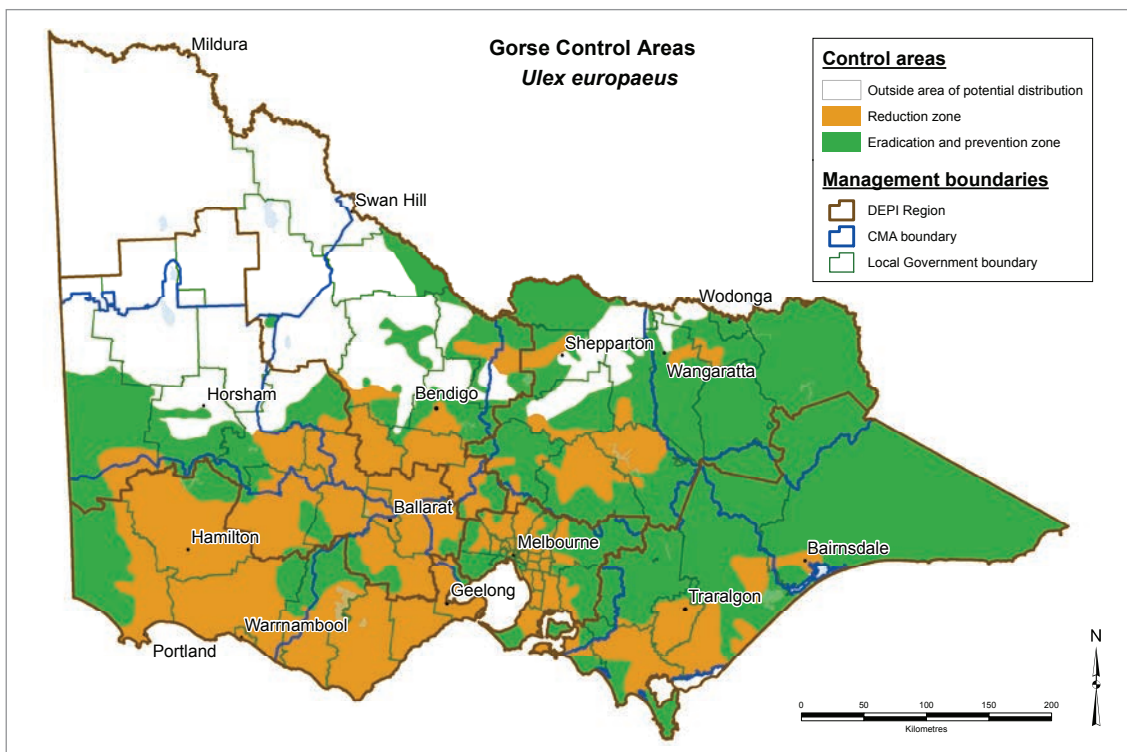 Gorse Control Areas
Ulex europaeus
Control areas
Outside area of potential distribution
Reduction zone
Eradication and prevention zone
Management boundaries
DEPI Region
CMA boundary
Local Government boundary
Mildura
Swan Hill
Wodonga
Shepparton
Wangaratta
Horsham
Bendigo
Ballarat
Hamilton
Melbourne
Bairnsdale
Geelong
Traralgon
Warrnambool
Portland
N
0 50 100 150 200
Kilometres